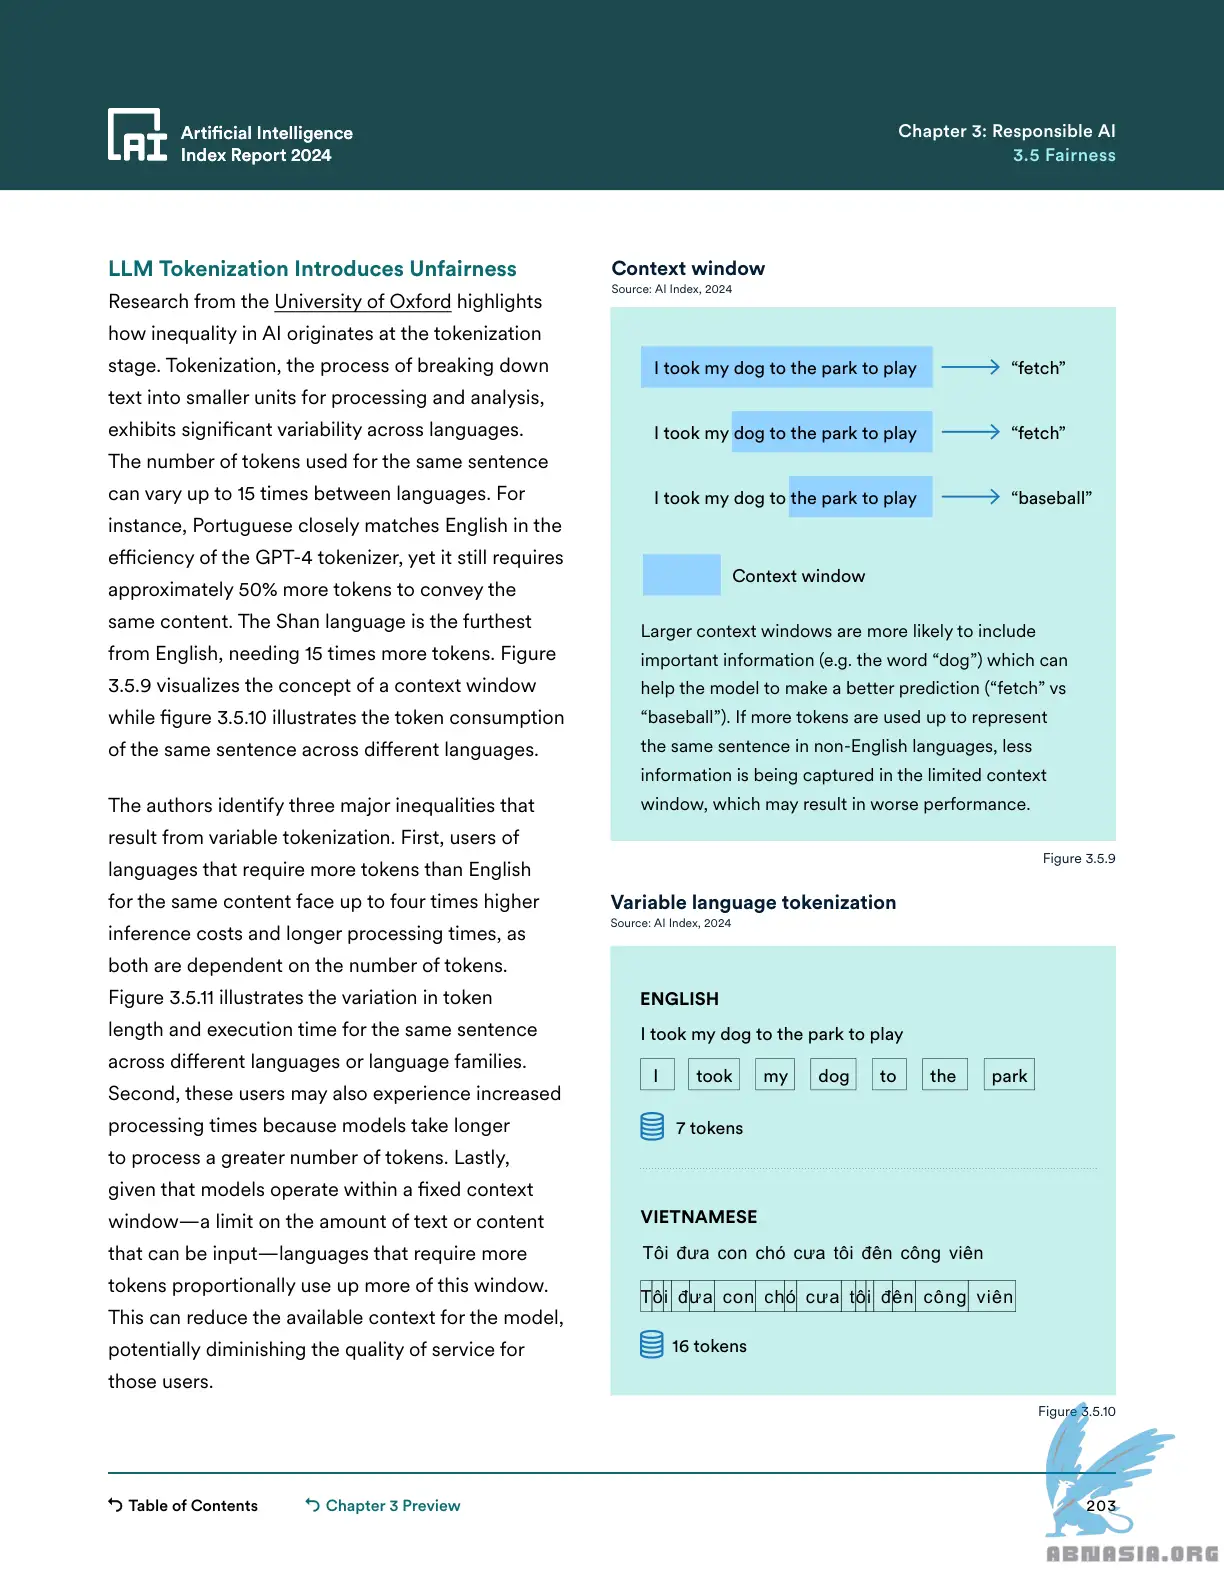 Artificial Intelligence
Index Report 2024
Chapter 3: Responsible AI
3.5 Fairness
LLM Tokenization Introduces Unfairness
Research from the University of Oxford highlights
how inequality in AI originates at the tokenization
stage. Tokenization, the process of breaking down
text into smaller units for processing and analysis,
exhibits significant variability across languages.
The number of tokens used for the same sentence
can vary up to 15 times between languages. For
instance, Portuguese closely matches English in the
efficiency of the GPT-4 tokenizer, yet it still requires
approximately 50% more tokens to convey the
same content. The Shan language is the furthest
from English, needing 15 times more tokens. Figure
3.5.9 visualizes the concept of a context window
while figure 3.5.10 illustrates the token consumption
of the same sentence across different languages.
The authors identify three major inequalities that
result from variable tokenization. First, users of
languages that require more tokens than English
for the same content face up to four times higher
inference costs and longer processing times, as
both are dependent on the number of tokens.
Figure 3.5.11 illustrates the variation in token
length and execution time for the same sentence
across different languages or language families.
Second, these users may also experience increased
processing times because models take longer
to process a greater number of tokens. Lastly,
given that models operate within a fixed context
window—a limit on the amount of text or content
that can be input—languages that require more
tokens proportionally use up more of this window.
This can reduce the available context for the model,
potentially diminishing the quality of service for
those users.
Context window
Source: AI Index, 2024
I took my dog to the park to play “fetch”
I took my dog to the park to play “fetch”
I took my dog to the park to play “baseball”
Context window
Larger context windows are more likely to include
important information (e.g. the word “dog”) which can
help the model to make a better prediction (“fetch” vs
“baseball”). If more tokens are used up to represent
the same sentence in non-English languages, less
information is being captured in the limited context
window, which may result in worse performance.
Figure 3.5.9
Variable language tokenization
Source: AI Index, 2024
ENGLISH
I took my dog to the park to play
I took my dog to the park
7 tokens
VIETNAMESE
Tôi đưa con chó cưa tôi đên công viên
Tôi đưa con chó cưa tôi đên công viên
16 tokens
Figure 3.5.10
Table of Contents
Chapter 3 Preview
203
ABNASIA.ORG